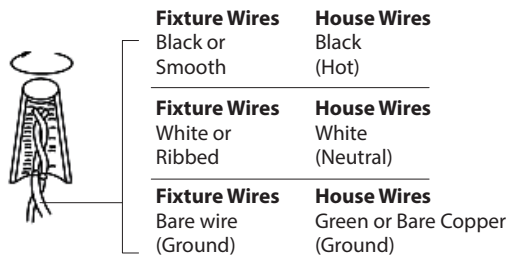 Fixture Wires House Wires
Black or Black
Smooth (Hot)
Fixture Wires House Wires
White or White
Ribbed (Neutral)
Fixture Wires House Wires
Bare wire Green or Bare Copper
(Ground) (Ground)